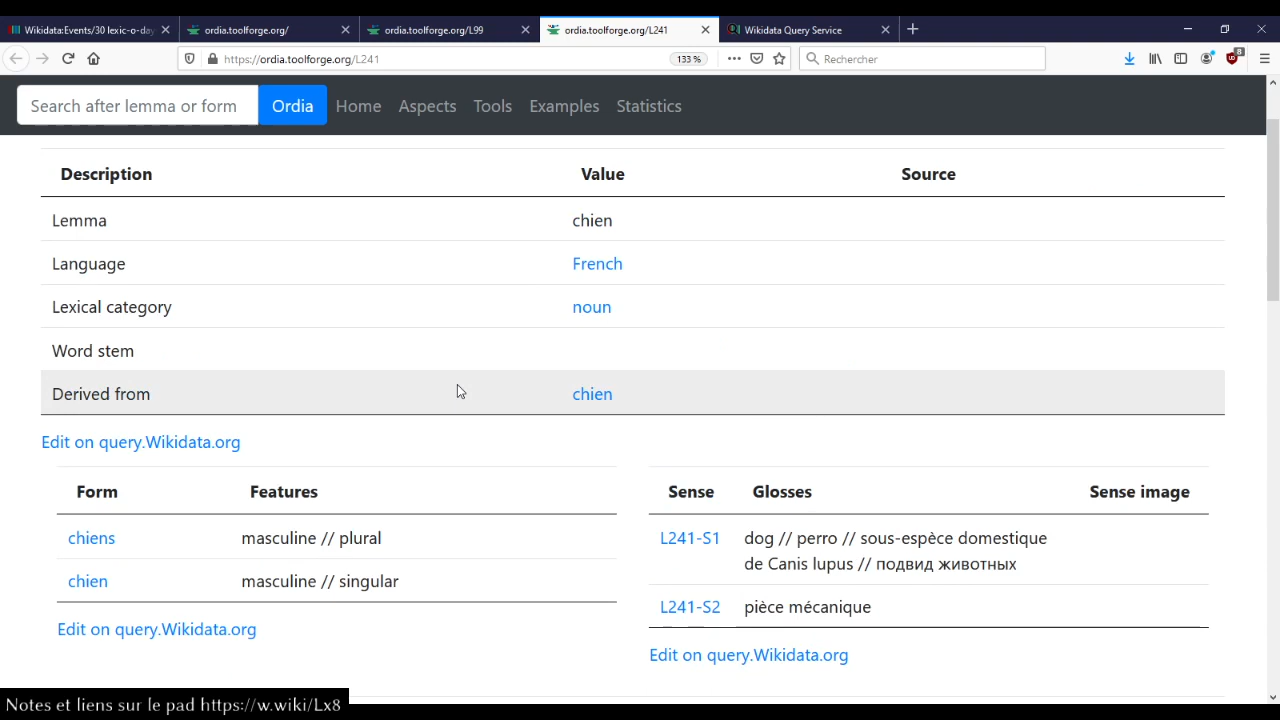 Wikidata:Events/30 lexic-o-day
ordia.toolforge.org/
ordia.toolforge.org/L99
ordia.toolforge.org/L241
Wikidata Query Service
https://ordia.toolforge.org/L241
133 %
Rechercher
Search after lemma or form
Ordia
Home
Aspects
Tools
Examples
Statistics
Description Value Source
Lemma chien
Language French
Lexical category noun
Word stem
Derived from chien
Edit on query.Wikidata.org
Form Features
chiens masculine // plural
chien masculine // singular
Edit on query.Wikidata.org
Sense Glosses Sense image
L241-S1 dog // perro // sous-espèce domestique
de Canis lupus // подвид животных
L241-S2 pièce mécanique
Edit on query.Wikidata.org
Notes et liens sur le pad https://w.wiki/Lx8